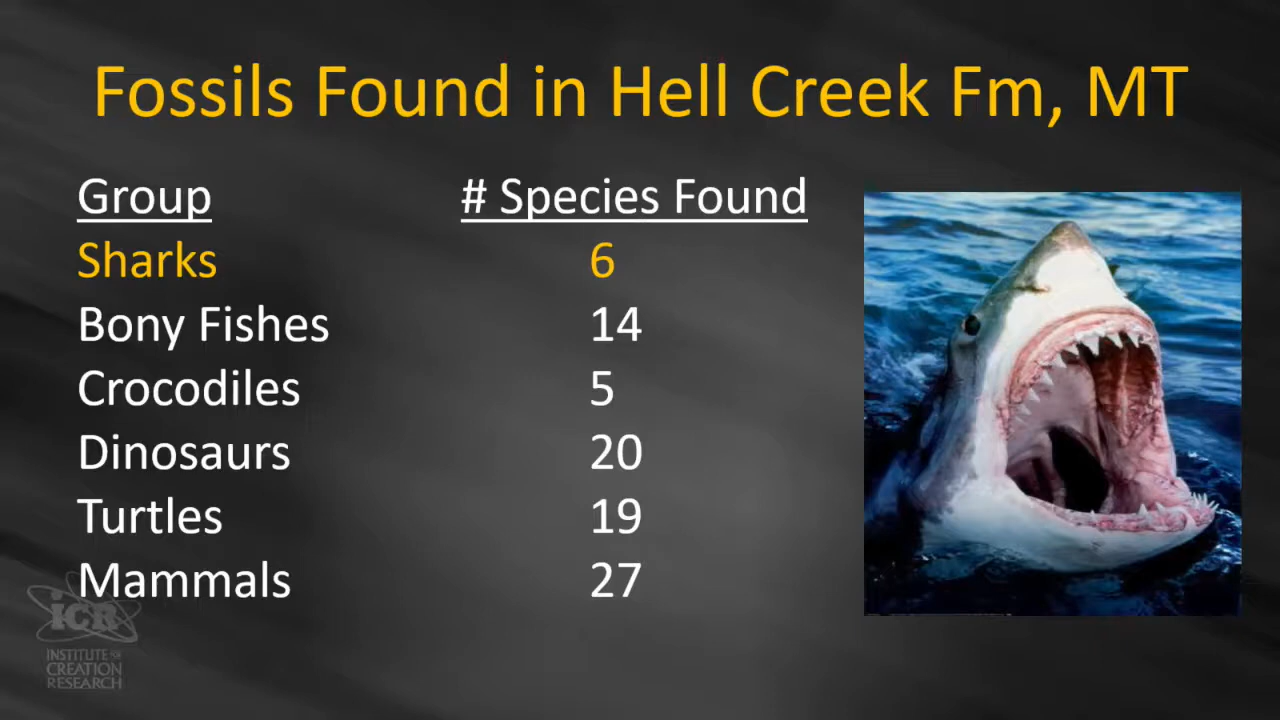 Fossils Found in Hell Creek Fm, MT
Group # Species Found
Sharks 6
Bony Fishes 14
Crocodiles 5
Dinosaurs 20
Turtles 19
Mammals 27
iCR
INSTITUTE for
CREATION
RESEARCH